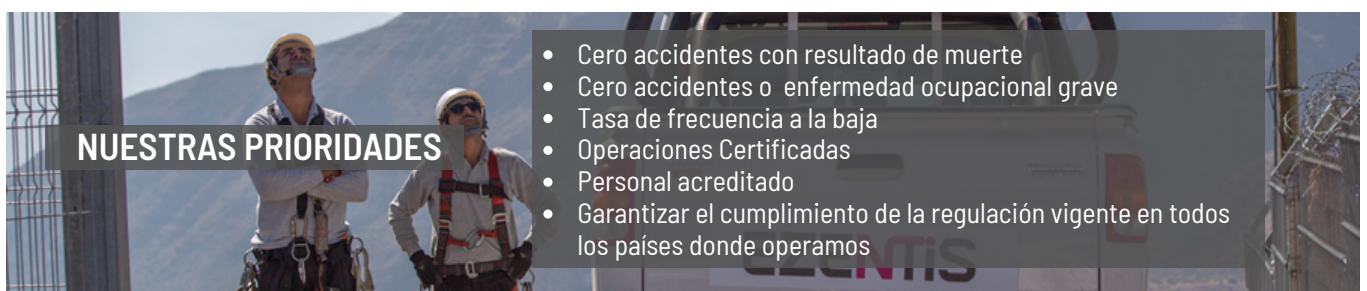 NUESTRAS PRIORIDADES
• Cero accidentes con resultado de muerte
• Cero accidentes o enfermedad ocupacional grave
• Tasa de frecuencia a la baja
• Operaciones Certificadas
• Personal acreditado
• Garantizar el cumplimiento de la regulación vigente en todos
los países donde operamos
EZENTiS